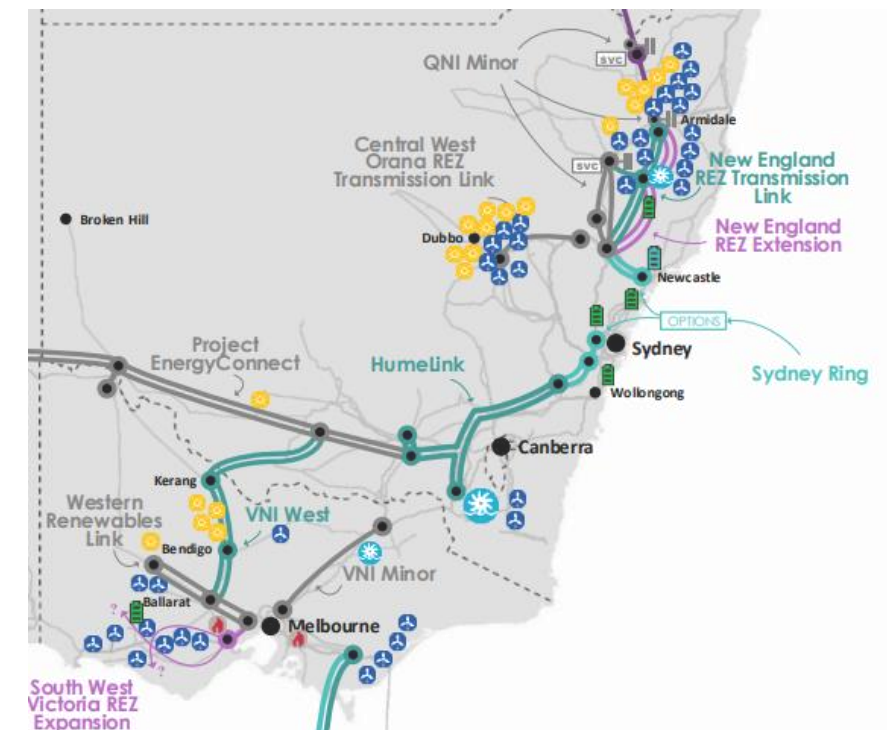 QNI Minor
svc
Armidale
Central West
Orana REZ
Transmission Link
svc
New England
REZ Transmission
Link
Broken Hill
Dubbo
New England
REZ Extension
Newcastle
OPTIONS
Sydney
Project
EnergyConnect
HumeLink
Sydney Ring
Wollongong
Canberra
Kerang
Western
Renewables
Link
VNI West
Bendigo
VNI Minor
Ballarat
?
Melbourne
?
South West
Victoria REZ
Expansion